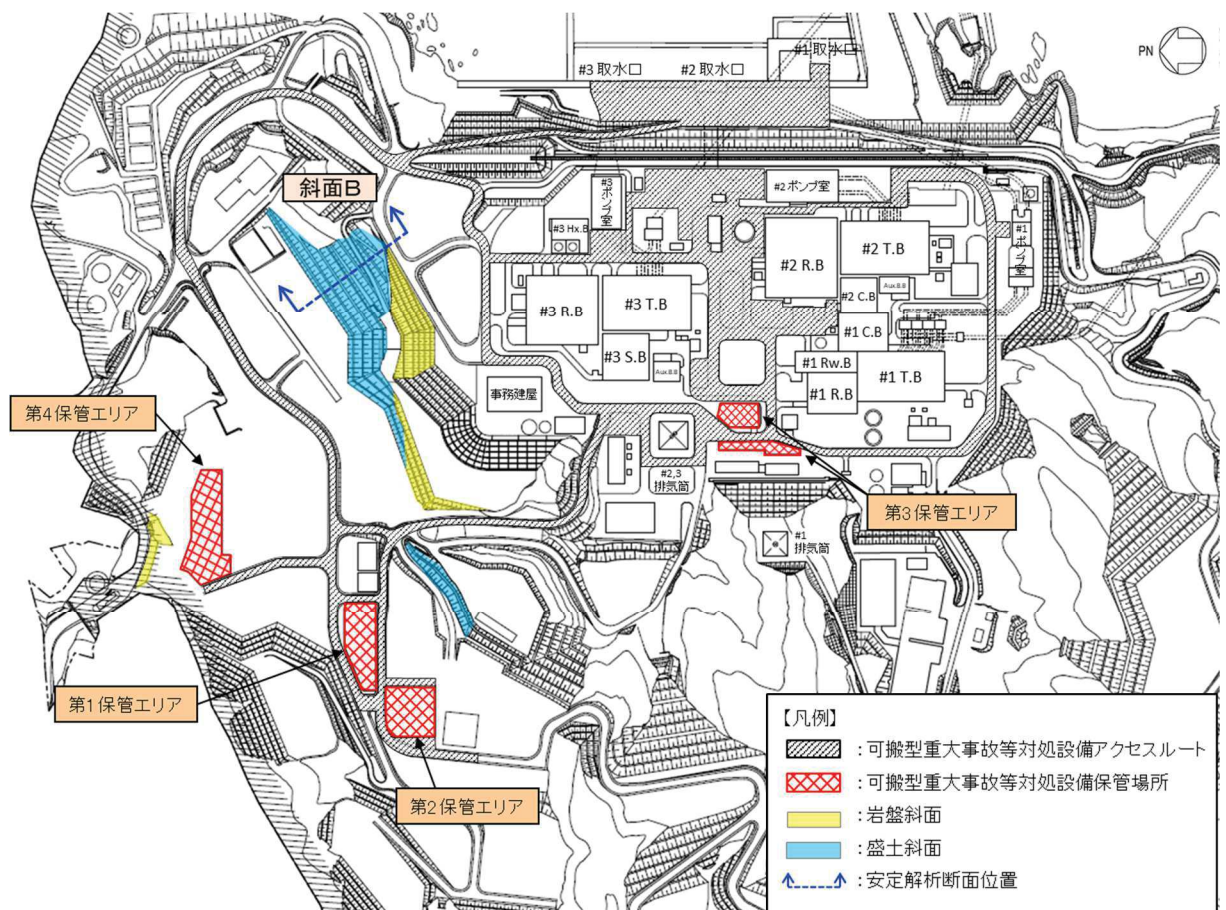 #1 取水口
#3 取水口
#2 取水口
PN
斜面B
#3 ポンプ室
#2 ポンプ室
#1 ポンプ室
#3 Hx.B
#2 R.B
#2 T.B
Aux.B.B
#2 C.B
#3 R.B
#3 T.B
#1 C.B
#3 S.B
Aux.B.B
#1 Rw.B
#1 T.B
#1 R.B
事務建屋
第4保管エリア
#2,3
排気筒
第3保管エリア
#1
排気筒
第1保管エリア
第2保管エリア
【凡例】
:可搬型重大事故等対処設備アクセスルート
:可搬型重大事故等対処設備保管場所
:岩盤斜面
:盛土斜面
:安定解析断面位置